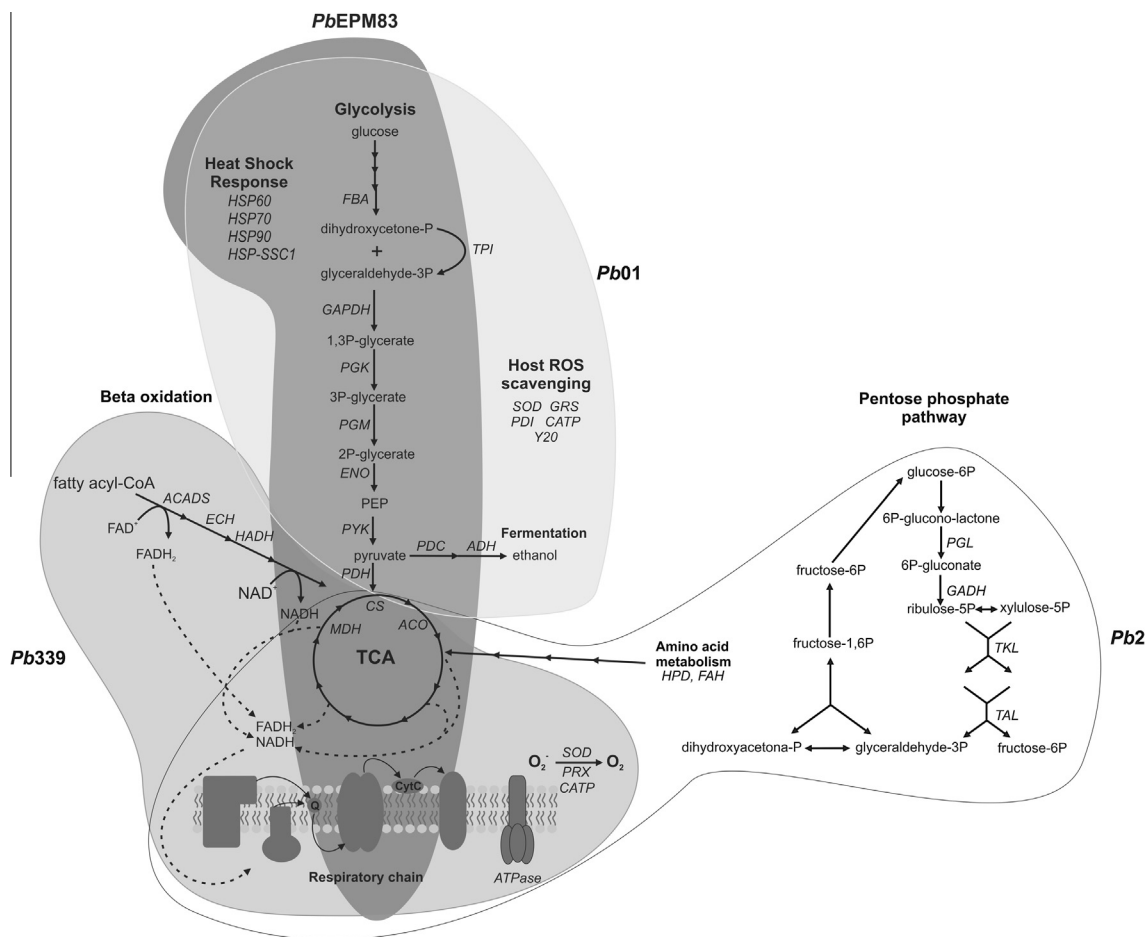 PbEPM83
Glycolysis
glucose
Heat Shock
Response
HSP60
HSP70
HSP90
HSP-SSC1
FBA
dihydroxycetone-P
+
TPI
glyceraldehyde-3P
Pb01
GAPDH
1,3P-glycerate
PGK
3P-glycerate
PGM
2P-glycerate
ENO
PEP
PYK
pyruvate
PDC
ADH
Fermentation
ethanol
PDH
Host ROS
scavenging
SOD GRS
PDI CATP
Y20
Beta oxidation
fatty acyl-CoA
ACADS
ECH
HADH
FAD+
FADH2
NAD+
NADH
Pb339
CS
MDH
ACO
TCA
FADH2
NADH
Amino acid
metabolism
HPD, FAH
O2- SOD O2
PRX
CATP
Q
CytC
Respiratory chain
ATPase
Pentose phosphate
pathway
glucose-6P
6P-glucono-lactone
PGL
6P-gluconate
GADH
ribulose-5P
xylulose-5P
TKL
TAL
fructose-6P
fructose-1,6P
dihydroxyacetona-P
glyceraldehyde-3P
fructose-6P
Pb2